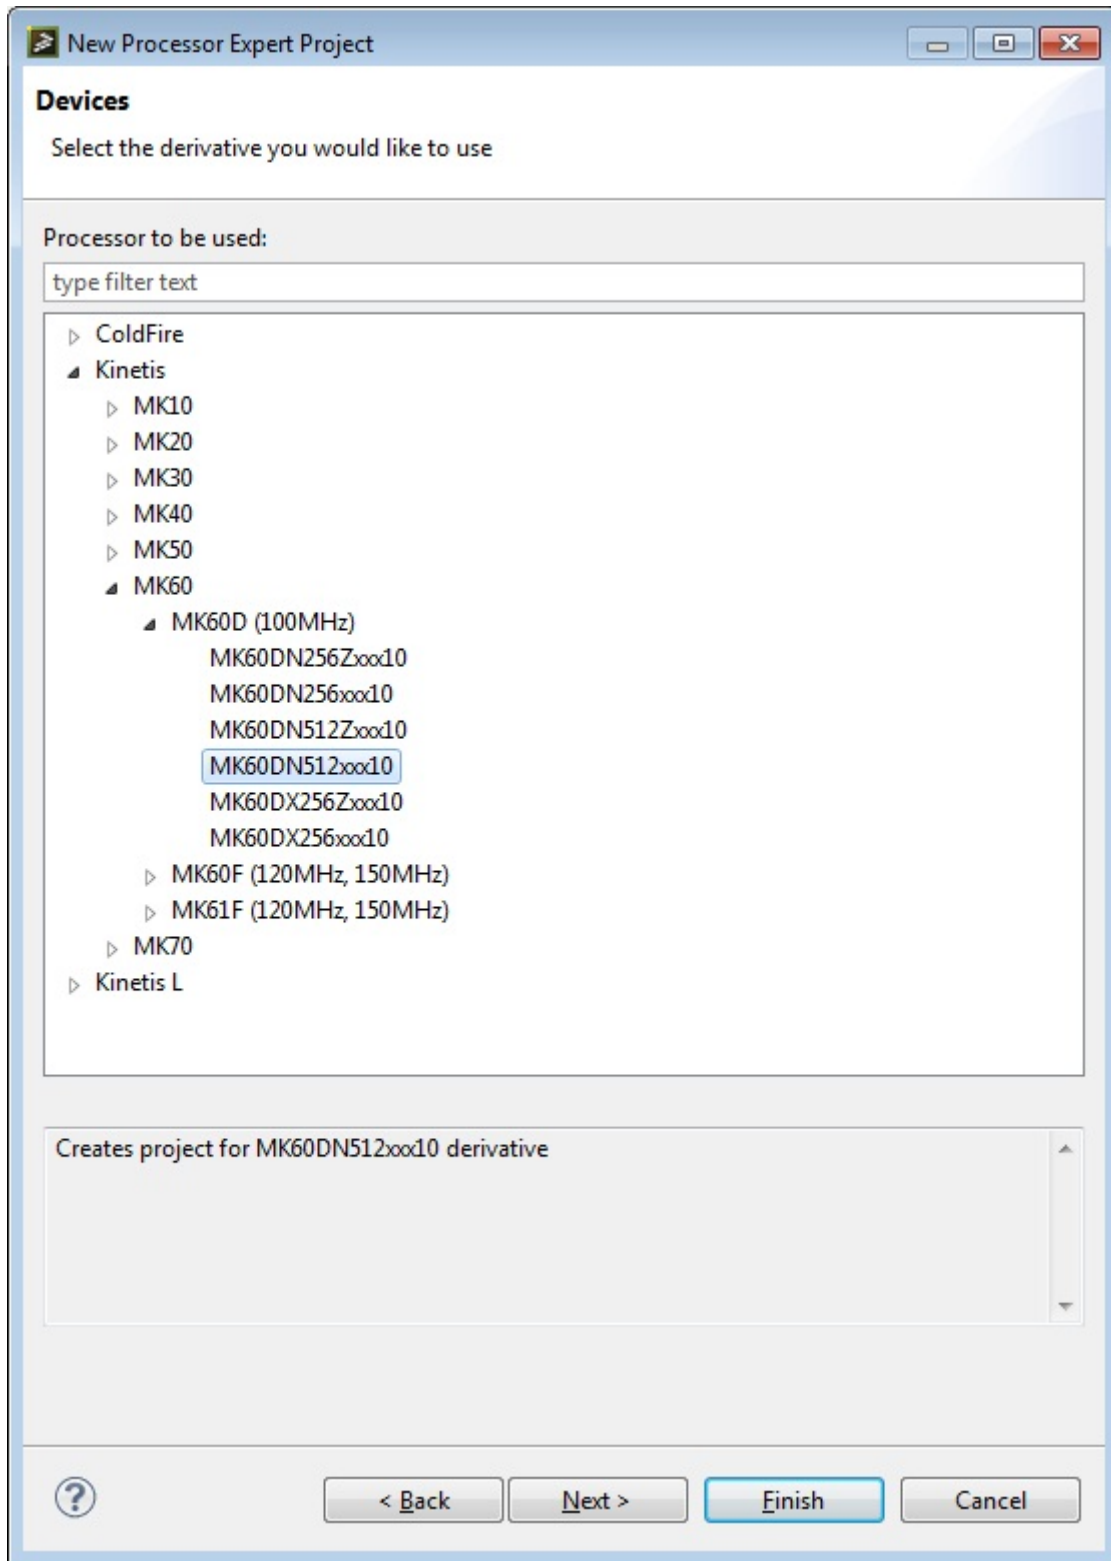 New Processor Expert Project
Devices
Select the derivative you would like to use
Processor to be used:
type filter text
ColdFire
Kinetis
MK10
MK20
MK30
MK40
MK50
MK60
MK60D (100MHz)
MK60DN256Zxxx10
MK60DN256xxx10
MK60DN512Zxxx10
MK60DN512xxx10
MK60DX256Zxxx10
MK60DX256xxx10
MK60F (120MHz, 150MHz)
MK61F (120MHz, 150MHz)
MK70
Kinetis L
Creates project for MK60DN512xxx10 derivative
? < Back Next > Finish Cancel